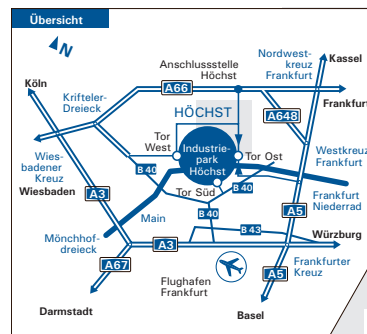 Übersicht
N
Anschlussstelle
Höchst
Nordwest-
kreuz
Frankfurt
Kassel
Köln
A66
Krifteler-
Dreieck
HÖCHST
Frankfurt
A648
Tor
West
Industrie-
park
Höchst
Tor Ost
Westkreuz
Frankfurt
Wies-
badener
Kreuz
B 40
Wiesbaden
A3
Tor Süd
B 40
Frankfurt
Niederrad
A5
Main
B 40
B 43
Mönchhof-
dreieck
A3
Würzburg
A67
Flughafen
Frankfurt
A5
Frankfurter
Kreuz
Darmstadt
Basel